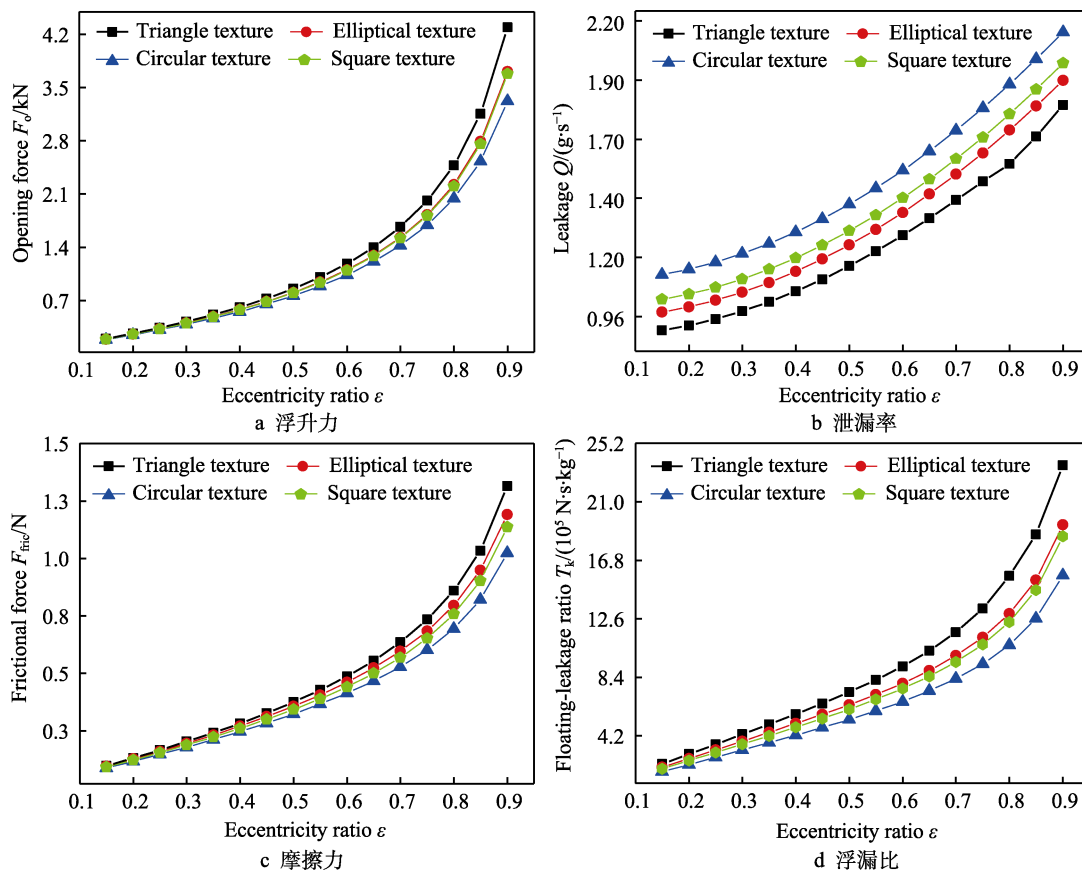 Triangle texture
Elliptical texture
Circular texture
Square texture
4.2
3.5
2.8
2.1
1.4
0.7
Opening force Fₒ/kN
0.1 0.2 0.3 0.4 0.5 0.6 0.7 0.8 0.9
Eccentricity ratio ε
a 浮升力
Triangle texture
Elliptical texture
Circular texture
Square texture
2.20
1.90
1.70
1.40
1.20
0.96
Leakage Q/(g·s⁻¹)
0.1 0.2 0.3 0.4 0.5 0.6 0.7 0.8 0.9
Eccentricity ratio ε
b 泄漏率
Triangle texture
Elliptical texture
Circular texture
Square texture
1.5
1.3
1.0
0.8
0.5
0.3
Frictional force F_fric/N
0.1 0.2 0.3 0.4 0.5 0.6 0.7 0.8 0.9
Eccentricity ratio ε
c 摩擦力
Triangle texture
Elliptical texture
Circular texture
Square texture
25.2
21.0
16.8
12.6
8.4
4.2
Floating-leakage ratio Tₖ/(10⁵ N·s·kg⁻¹)
0.1 0.2 0.3 0.4 0.5 0.6 0.7 0.8 0.9
Eccentricity ratio ε
d 浮漏比